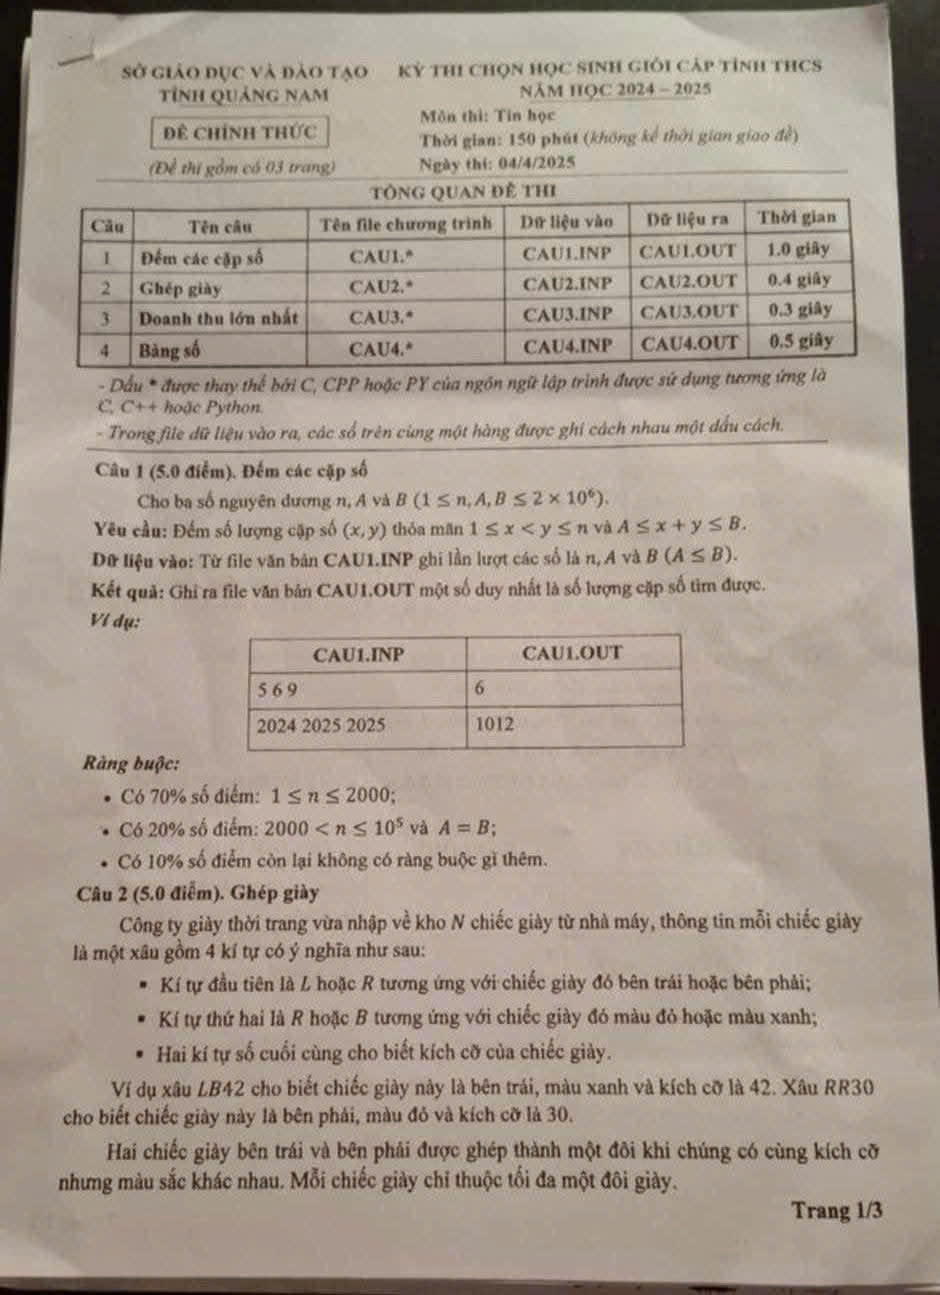 SỞ GIÁO DỤC VÀ ĐÀO TẠO KỲ THI CHỌN HỌC SINH GIỎI CẤP TỈNH THCS
TỈNH QUẢNG NAM NĂM HỌC 2024 – 2025
Môn thi: Tin học
ĐỀ CHÍNH THỨC Thời gian: 150 phút (không kể thời gian giao đề)
(Đề thi gồm có 03 trang) Ngày thi: 04/4/2025
TỔNG QUAN ĐỀ THI
Câu Tên câu Tên file chương trình Dữ liệu vào Dữ liệu ra Thời gian
1 Đếm các cặp số CAU1.* CAU1.INP CAU1.OUT 1.0 giây
2 Ghép giày CAU2.* CAU2.INP CAU2.OUT 0.4 giây
3 Doanh thu lớn nhất CAU3.* CAU3.INP CAU3.OUT 0.3 giây
4 Bảng số CAU4.* CAU4.INP CAU4.OUT 0.5 giây
- Dấu * được thay thế bởi C, CPP hoặc PY của ngôn ngữ lập trình được sử dụng tương ứng là
C, C++ hoặc Python.
- Trong file dữ liệu vào ra, các số trên cùng một hàng được ghi cách nhau một dấu cách.
Câu 1 (5.0 điểm). Đếm các cặp số
Cho ba số nguyên dương n, A và B (1 ≤ n, A, B ≤ 2 × 10⁶).
Yêu cầu: Đếm số lượng cặp số (x, y) thỏa mãn 1 ≤ x < y ≤ n và A ≤ x + y ≤ B.
Dữ liệu vào: Từ file văn bản CAU1.INP ghi lần lượt các số là n, A và B (A ≤ B).
Kết quả: Ghi ra file văn bản CAU1.OUT một số duy nhất là số lượng cặp số tìm được.
Ví dụ:
CAU1.INP CAU1.OUT
5 6 9 6
2024 2025 2025 1012
Ràng buộc:
• Có 70% số điểm: 1 ≤ n ≤ 2000;
• Có 20% số điểm: 2000 < n ≤ 10⁵ và A = B;
• Có 10% số điểm còn lại không có ràng buộc gì thêm.
Câu 2 (5.0 điểm). Ghép giày
Công ty giày thời trang vừa nhập về kho N chiếc giày từ nhà máy, thông tin mỗi chiếc giày
là một xâu gồm 4 kí tự có ý nghĩa như sau:
▪ Kí tự đầu tiên là L hoặc R tương ứng với chiếc giày đó bên trái hoặc bên phải;
▪ Kí tự thứ hai là R hoặc B tương ứng với chiếc giày đó màu đỏ hoặc màu xanh;
▪ Hai kí tự số cuối cùng cho biết kích cỡ của chiếc giày.
Ví dụ xâu LB42 cho biết chiếc giày này là bên trái, màu xanh và kích cỡ là 42. Xâu RR30
cho biết chiếc giày này là bên phải, màu đỏ và kích cỡ là 30.
Hai chiếc giày bên trái và bên phải được ghép thành một đôi khi chúng có cùng kích cỡ
nhưng màu sắc khác nhau. Mỗi chiếc giày chỉ thuộc tối đa một đôi giày.
Trang 1/3